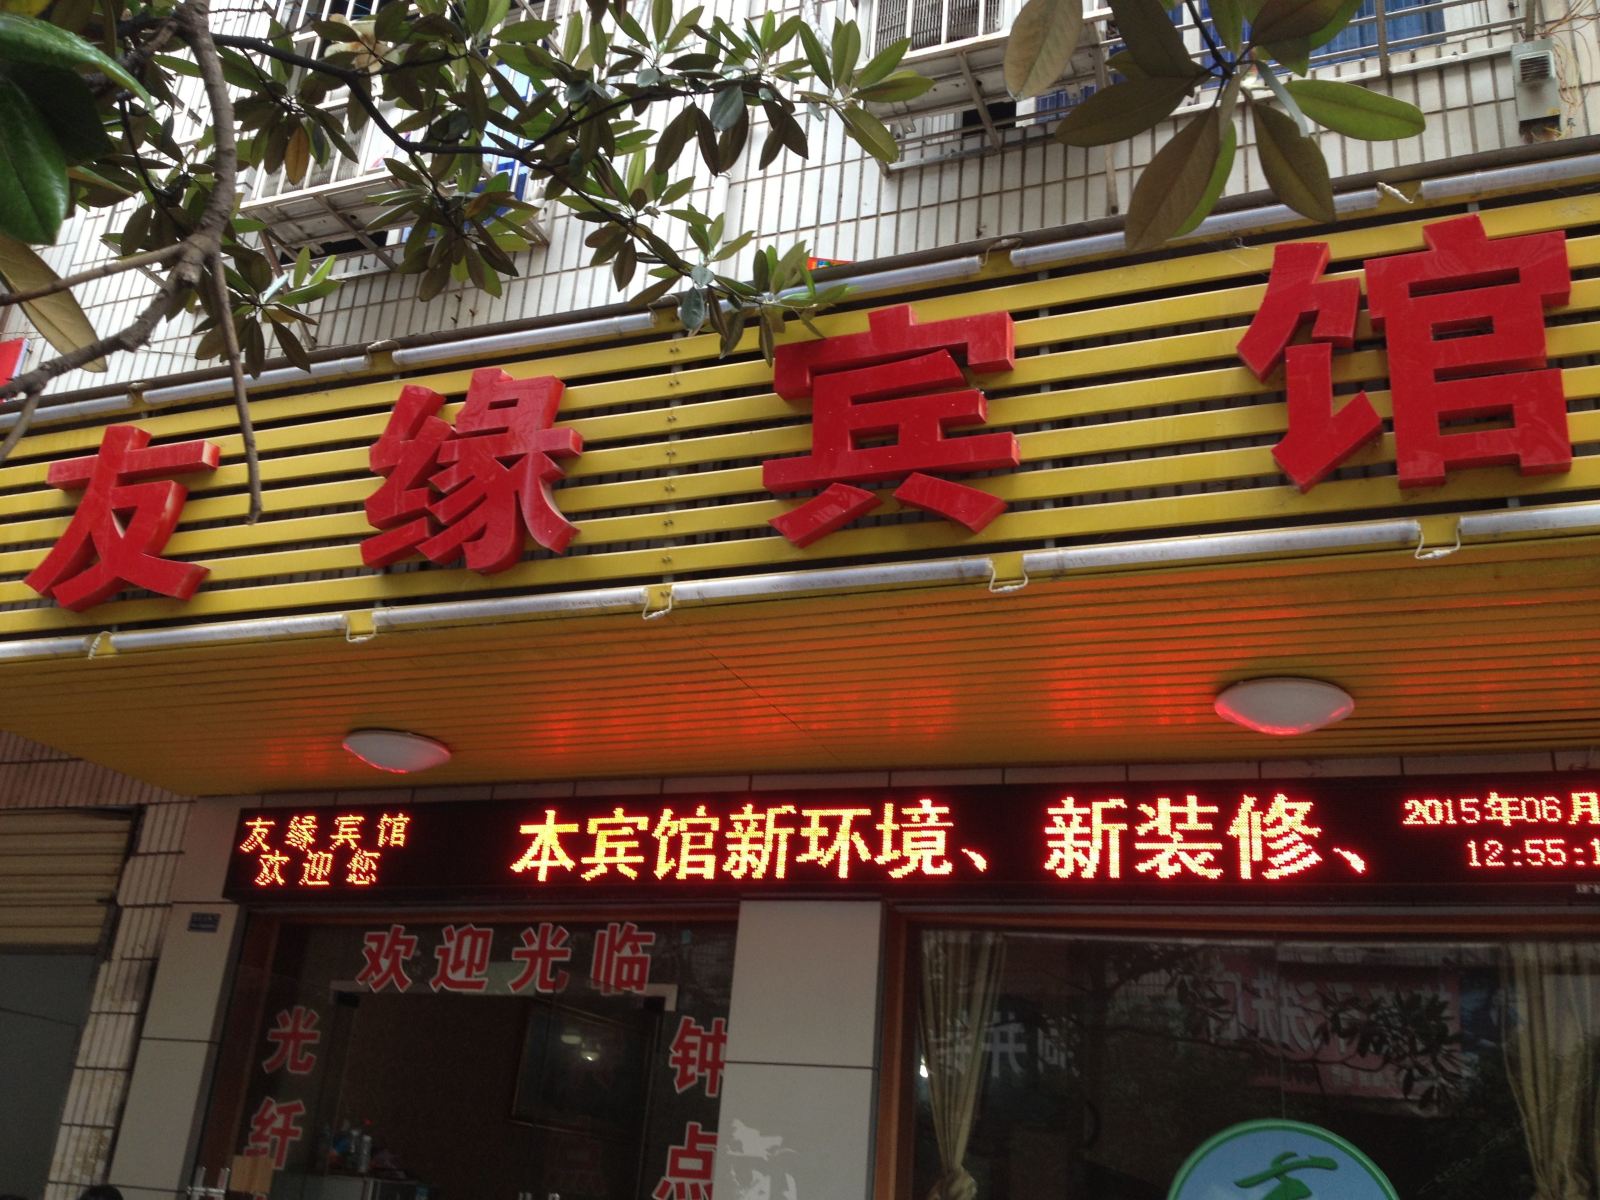 友缘宾馆
友缘宾馆
欢迎您
本宾馆新环境、新装修、
2015年06月
12:55:1
欢迎光临
光纤
钟点